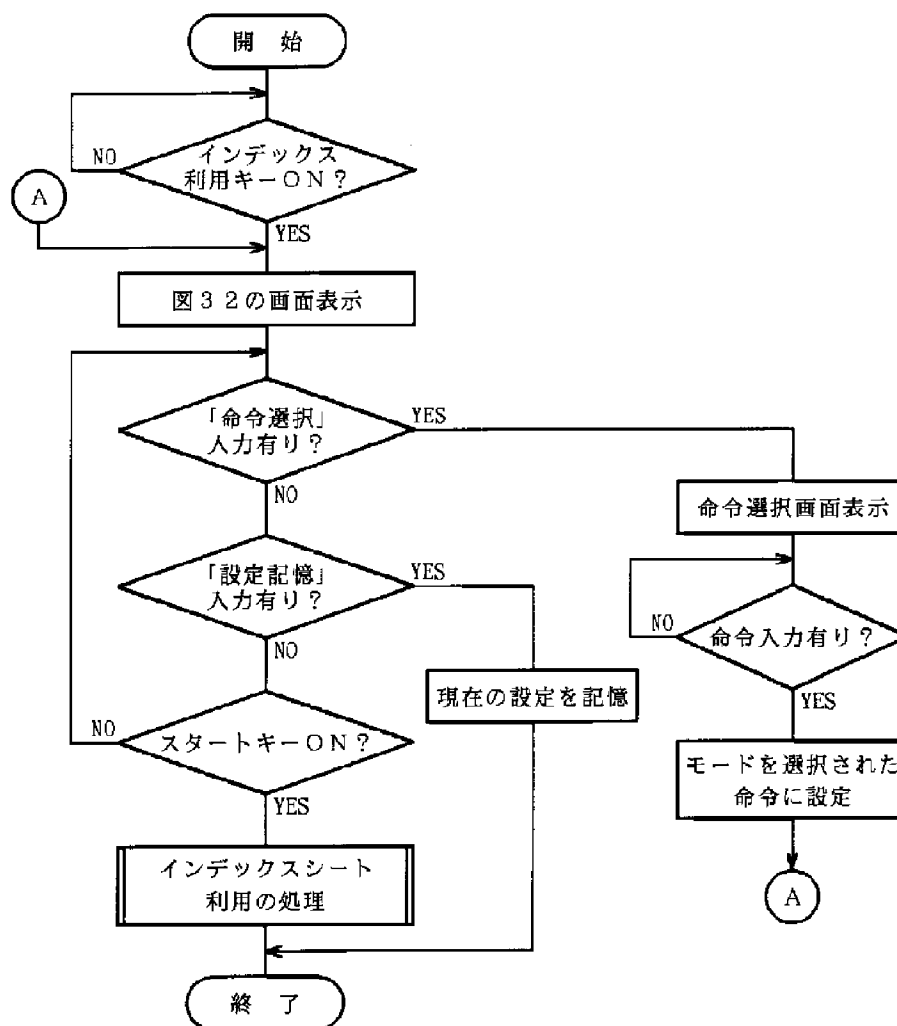 開 始
インデックス
利用キーON?
NO
YES
A
図32の画面表示
「命令選択」
入力有り?
YES
NO
命令選択画面表示
「設定記憶」
入力有り?
YES
NO
命令入力有り?
NO
YES
現在の設定を記憶
スタートキーON?
NO
YES
モードを選択された
命令に設定
インデックスシート
利用の処理
A
終 了